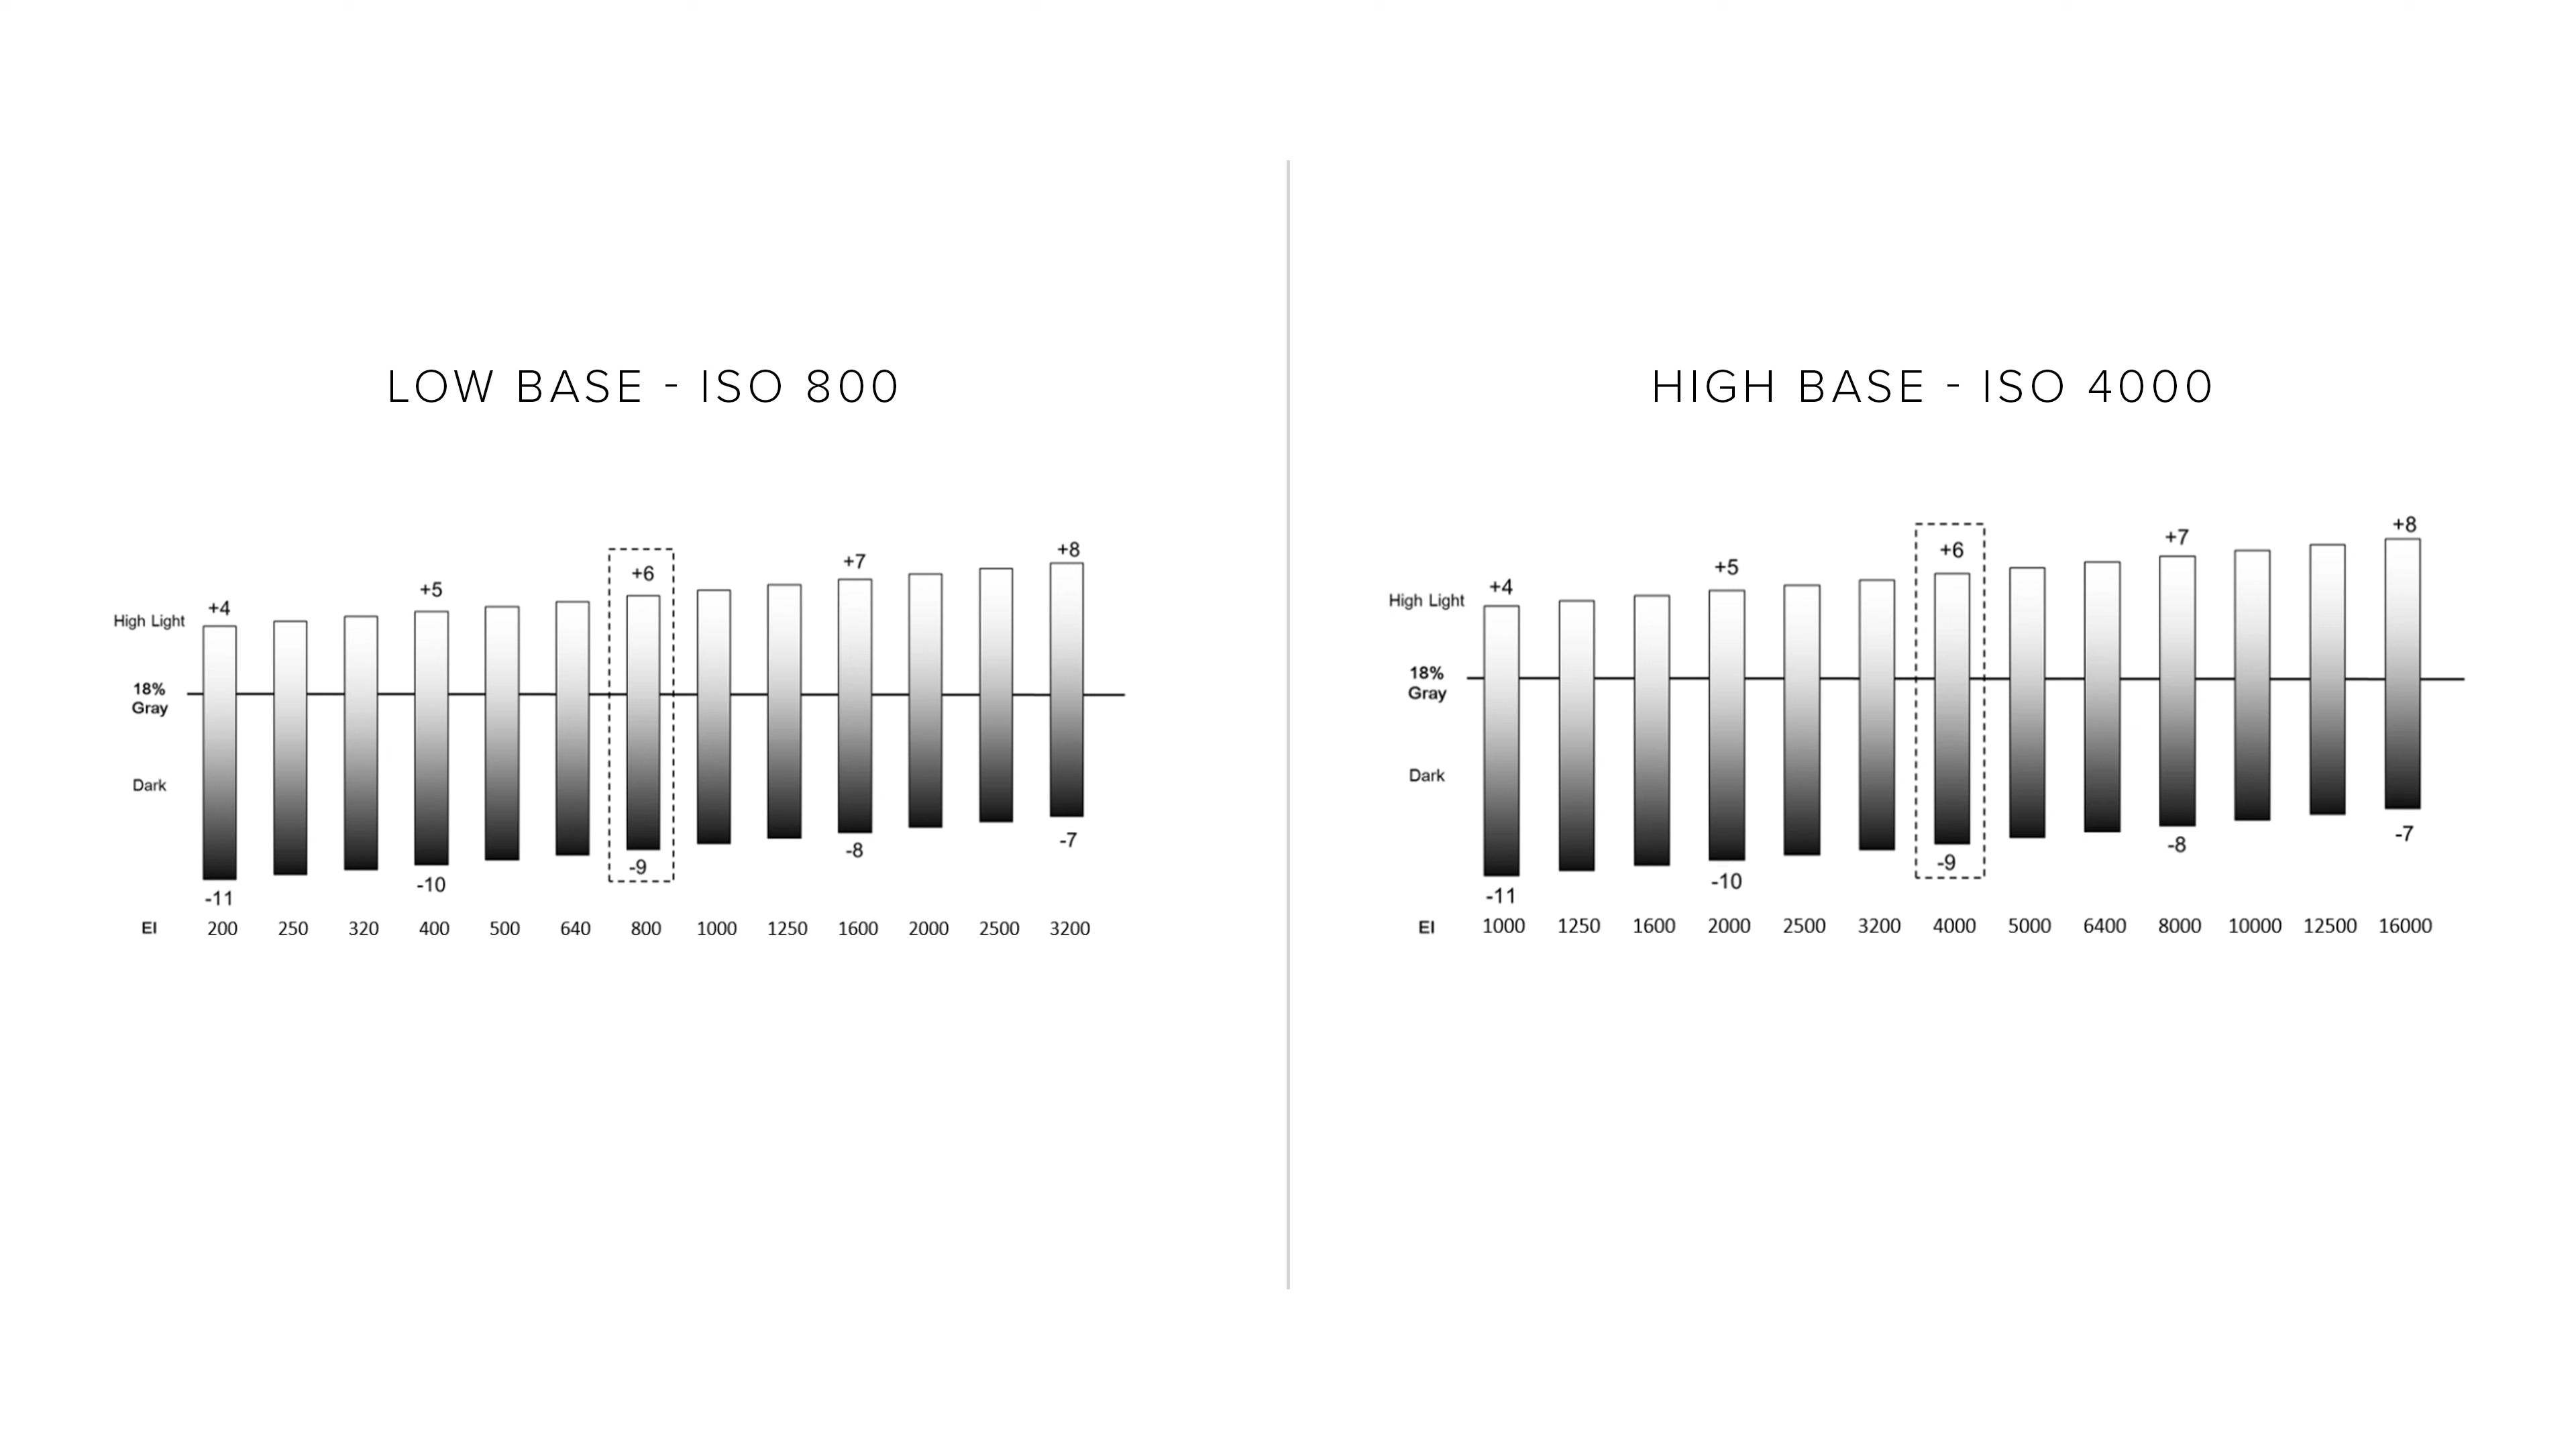 LOW BASE - ISO 800
+4
+5
+6
+7
+8
High Light
18%
Gray
Dark
-11
-10
-9
-8
-7
EI 200 250 320 400 500 640 800 1000 1250 1600 2000 2500 3200
HIGH BASE - ISO 4000
+4
+5
+6
+7
+8
High Light
18%
Gray
Dark
-11
-10
-9
-8
-7
EI 1000 1250 1600 2000 2500 3200 4000 5000 6400 8000 10000 12500 16000